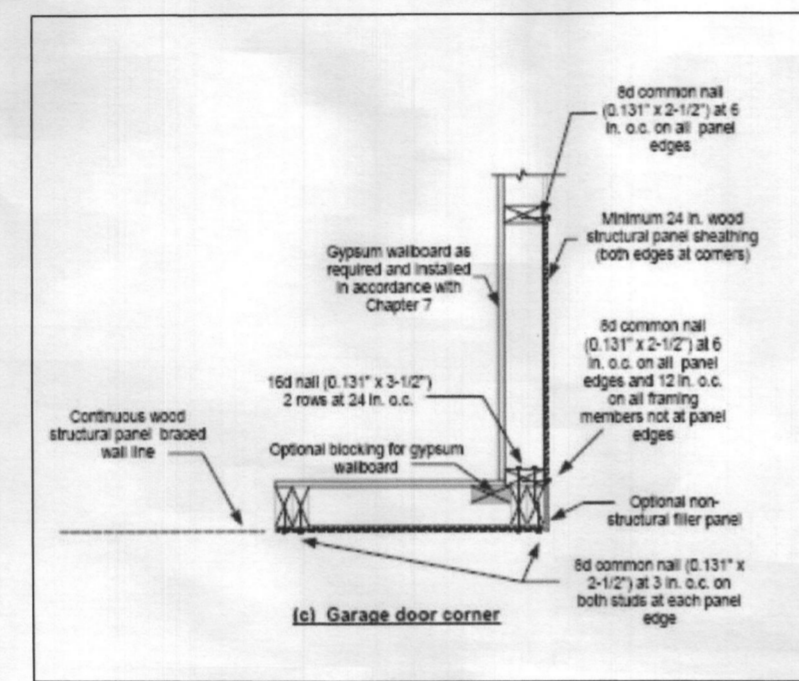 8d common nail
(0.131" x 2-1/2") at 6
in. o.c. on all panel
edges
Minimum 24 in. wood
structural panel sheathing
(both edges at corners)
Gypsum wallboard as
required and installed
in accordance with
Chapter 7
8d common nail
(0.131" x 2-1/2") at 6
in. o.c. on all panel
edges and 12 in. o.c.
on all framing
members not at panel
edges
16d nail (0.131" x 3-1/2")
2 rows at 24 in. o.c.
Continuous wood
structural panel braced
wall line
Optional blocking for gypsum
wallboard
Optional non-
structural filler panel
8d common nail (0.131" x
2-1/2") at 3 in. o.c. on
both studs at each panel
edge
(c) Garage door corner